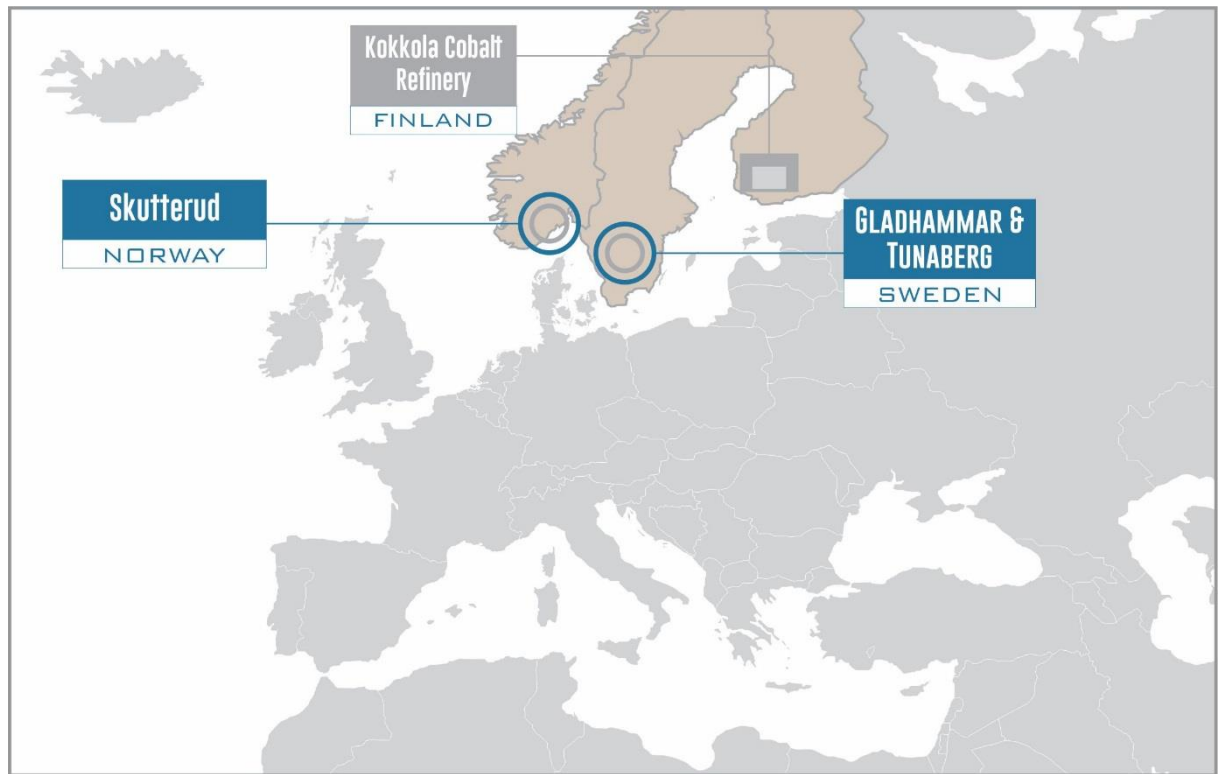 Kokkola Cobalt
Refinery
FINLAND
Skutterud
NORWAY
GLADHAMMAR &
TUNABERG
SWEDEN